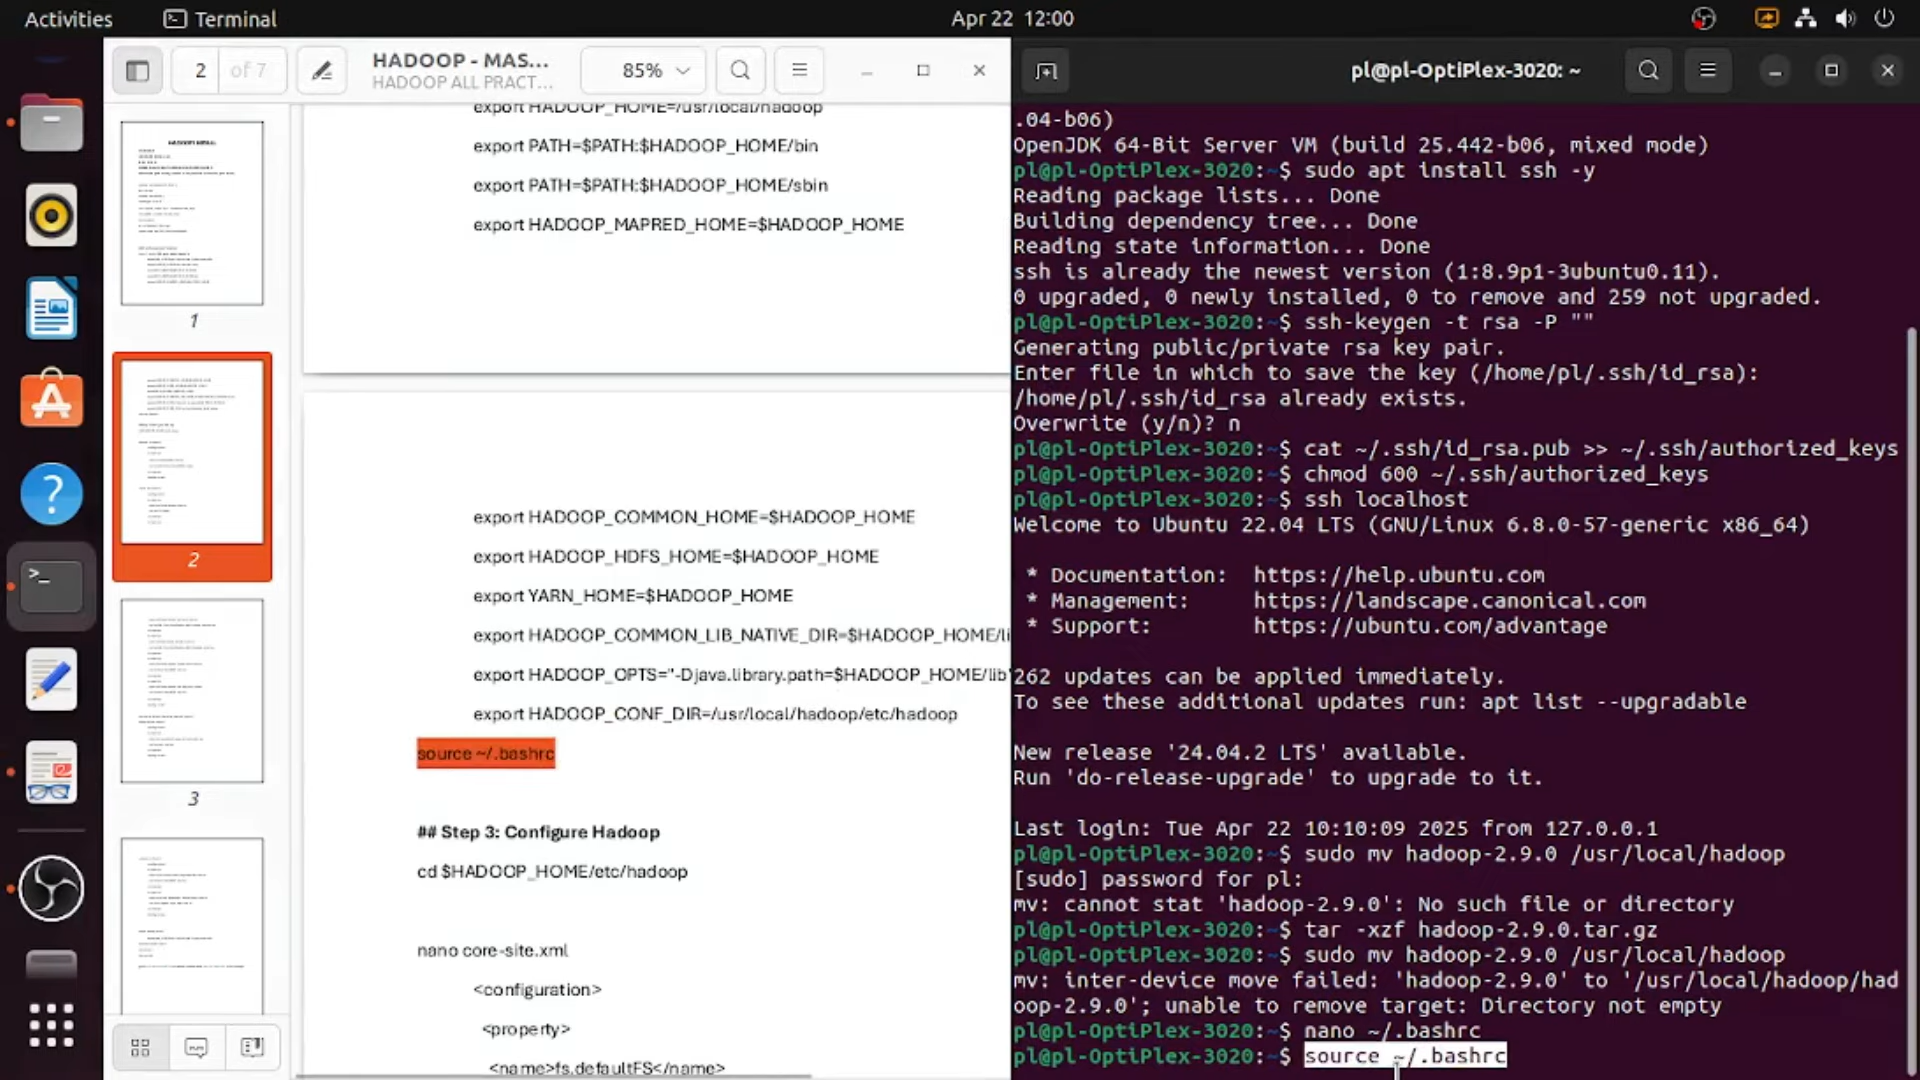 Activities
Terminal
Apr 22 12:00
2 of 7
HADOOP - MAS...
HADOOP ALL PRACT...
85%
pl@pl-OptiPlex-3020: ~
1
2
3
export HADOOP_HOME=/usr/local/hadoop
export PATH=$PATH:$HADOOP_HOME/bin
export PATH=$PATH:$HADOOP_HOME/sbin
export HADOOP_MAPRED_HOME=$HADOOP_HOME
export HADOOP_COMMON_HOME=$HADOOP_HOME
export HADOOP_HDFS_HOME=$HADOOP_HOME
export YARN_HOME=$HADOOP_HOME
export HADOOP_COMMON_LIB_NATIVE_DIR=$HADOOP_HOME/li
export HADOOP_OPTS="-Djava.library.path=$HADOOP_HOME/lib"
export HADOOP_CONF_DIR=/usr/local/hadoop/etc/hadoop
source ~/.bashrc
## Step 3: Configure Hadoop
cd $HADOOP_HOME/etc/hadoop
nano core-site.xml
<configuration>
<property>
<name>fs.defaultFS</name>
.04-b06)
OpenJDK 64-Bit Server VM (build 25.442-b06, mixed mode)
pl@pl-OptiPlex-3020:~$ sudo apt install ssh -y
Reading package lists... Done
Building dependency tree... Done
Reading state information... Done
ssh is already the newest version (1:8.9p1-3ubuntu0.11).
0 upgraded, 0 newly installed, 0 to remove and 259 not upgraded.
pl@pl-OptiPlex-3020:~$ ssh-keygen -t rsa -P ""
Generating public/private rsa key pair.
Enter file in which to save the key (/home/pl/.ssh/id_rsa):
/home/pl/.ssh/id_rsa already exists.
Overwrite (y/n)? n
pl@pl-OptiPlex-3020:~$ cat ~/.ssh/id_rsa.pub >> ~/.ssh/authorized_keys
pl@pl-OptiPlex-3020:~$ chmod 600 ~/.ssh/authorized_keys
pl@pl-OptiPlex-3020:~$ ssh localhost
Welcome to Ubuntu 22.04 LTS (GNU/Linux 6.8.0-57-generic x86_64)
* Documentation: https://help.ubuntu.com
* Management: https://landscape.canonical.com
* Support: https://ubuntu.com/advantage
262 updates can be applied immediately.
To see these additional updates run: apt list --upgradable
New release '24.04.2 LTS' available.
Run 'do-release-upgrade' to upgrade to it.
Last login: Tue Apr 22 10:10:09 2025 from 127.0.0.1
pl@pl-OptiPlex-3020:~$ sudo mv hadoop-2.9.0 /usr/local/hadoop
[sudo] password for pl:
mv: cannot stat 'hadoop-2.9.0': No such file or directory
pl@pl-OptiPlex-3020:~$ tar -xzf hadoop-2.9.0.tar.gz
pl@pl-OptiPlex-3020:~$ sudo mv hadoop-2.9.0 /usr/local/hadoop
mv: inter-device move failed: 'hadoop-2.9.0' to '/usr/local/hadoop/had
oop-2.9.0'; unable to remove target: Directory not empty
pl@pl-OptiPlex-3020:~$ nano ~/.bashrc
pl@pl-OptiPlex-3020:~$ source ~/.bashrc